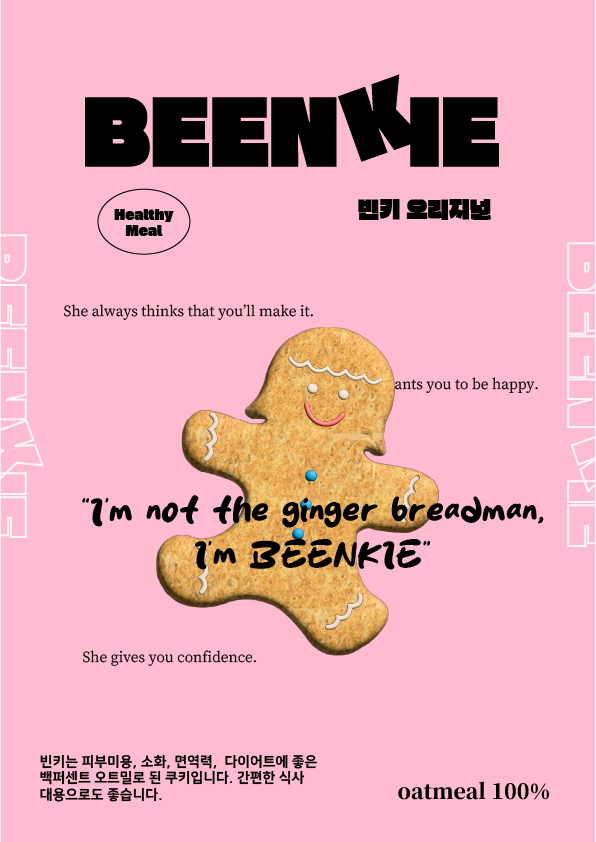 BEENKIE
Healthy
Meal
빈키 오리지널
BEENKIE
BEENKIE
She always thinks that you’ll make it.
ants you to be happy.
“I’m not the ginger breadman,
I’m BEENKIE”
She gives you confidence.
빈키는 피부미용, 소화, 면역력, 다이어트에 좋은
백퍼센트 오트밀로 된 쿠키입니다. 간편한 식사
대용으로도 좋습니다.
oatmeal 100%